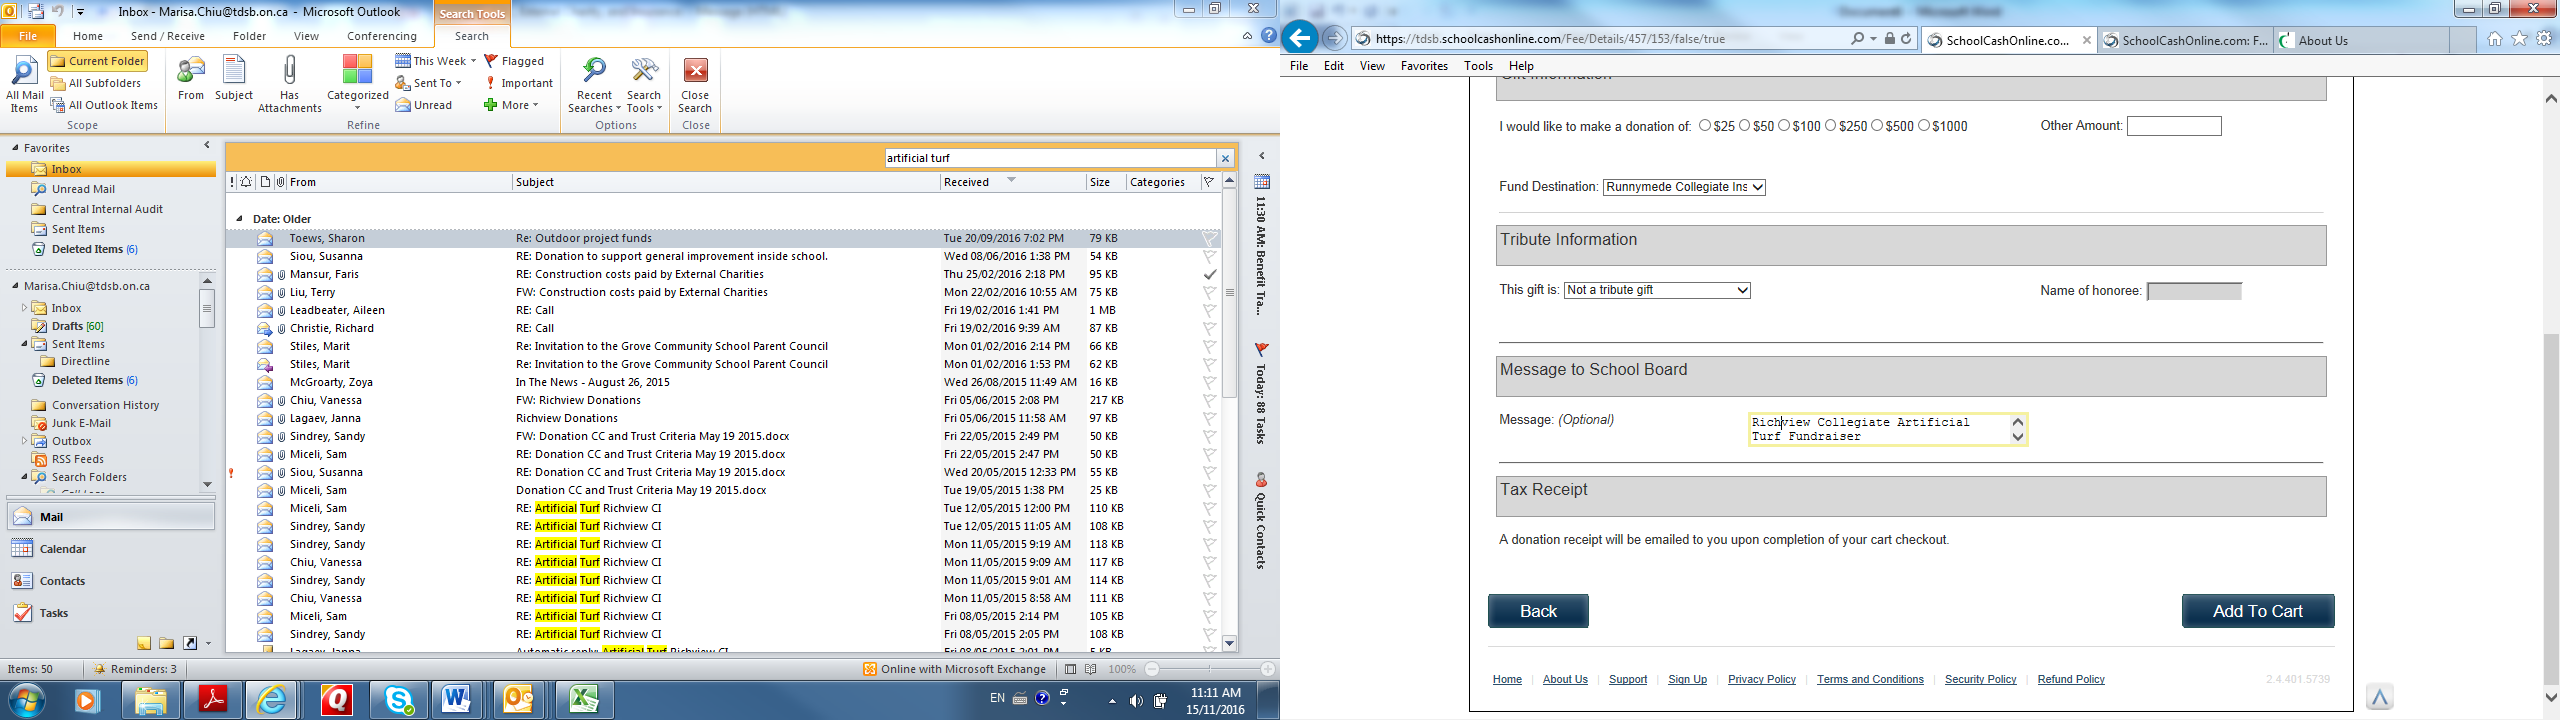 Inbox - Marisa.Chiu@tdsb.on.ca - Microsoft Outlook
Search Tools
File Home Send / Receive Folder View Conferencing Search
All Mail Items
Current Folder
All Subfolders
All Outlook Items
Scope
From
Subject
Has Attachments
Categorized
This Week
Sent To
Unread
Flagged
Important
More
Refine
Recent Searches
Search Tools
Options
Close Search
Close
Favorites
Inbox
Unread Mail
Central Internal Audit
Sent Items
Deleted Items (6)
Marisa.Chiu@tdsb.on.ca
Inbox
Drafts [60]
Sent Items
Directline
Deleted Items (6)
Conversation History
Junk E-Mail
Outbox
RSS Feeds
Search Folders
Mail
Calendar
Contacts
Tasks
artificial turf
From Subject Received Size Categories
Date: Older
Toews, Sharon Re: Outdoor project funds Tue 20/09/2016 7:02 PM 79 KB
Siou, Susanna RE: Donation to support general improvement inside school. Wed 08/06/2016 1:38 PM 54 KB
Mansur, Faris RE: Construction costs paid by External Charities Thu 25/02/2016 2:18 PM 95 KB
Liu, Terry FW: Construction costs paid by External Charities Mon 22/02/2016 10:55 AM 75 KB
Leadbeater, Aileen RE: Call Fri 19/02/2016 1:41 PM 1 MB
Christie, Richard RE: Call Fri 19/02/2016 9:39 AM 87 KB
Stiles, Marit Re: Invitation to the Grove Community School Parent Council Mon 01/02/2016 2:14 PM 66 KB
Stiles, Marit Re: Invitation to the Grove Community School Parent Council Mon 01/02/2016 1:53 PM 62 KB
McGroarty, Zoya In The News - August 26, 2015 Wed 26/08/2015 11:49 AM 16 KB
Chiu, Vanessa FW: Richview Donations Fri 05/06/2015 2:08 PM 217 KB
Lagaev, Janna Richview Donations Fri 05/06/2015 11:58 AM 97 KB
Sindrey, Sandy FW: Donation CC and Trust Criteria May 19 2015.docx Fri 22/05/2015 2:49 PM 50 KB
Miceli, Sam RE: Donation CC and Trust Criteria May 19 2015.docx Fri 22/05/2015 2:47 PM 50 KB
Siou, Susanna RE: Donation CC and Trust Criteria May 19 2015.docx Wed 20/05/2015 12:33 PM 55 KB
Miceli, Sam Donation CC and Trust Criteria May 19 2015.docx Tue 19/05/2015 1:38 PM 25 KB
Miceli, Sam RE: Artificial Turf Richview CI Tue 12/05/2015 12:00 PM 110 KB
Sindrey, Sandy RE: Artificial Turf Richview CI Tue 12/05/2015 11:05 AM 108 KB
Sindrey, Sandy RE: Artificial Turf Richview CI Mon 11/05/2015 9:19 AM 118 KB
Chiu, Vanessa RE: Artificial Turf Richview CI Mon 11/05/2015 9:09 AM 117 KB
Sindrey, Sandy RE: Artificial Turf Richview CI Mon 11/05/2015 9:01 AM 114 KB
Chiu, Vanessa RE: Artificial Turf Richview CI Mon 11/05/2015 8:58 AM 111 KB
Miceli, Sam RE: Artificial Turf Richview CI Fri 08/05/2015 2:14 PM 105 KB
Sindrey, Sandy RE: Artificial Turf Richview CI Fri 08/05/2015 2:05 PM 108 KB
Lagaev, Janna Automatic reply: Artificial Turf Richview CI Fri 08/05/2015 2:01 PM 5 KB
11:30 AM: Benefit Tra...
Today: 88 Tasks
Quick Contacts
Items: 50 Reminders: 3 Online with Microsoft Exchange 100%
EN
11:11 AM
15/11/2016
https://tdsb.schoolcashonline.com/Fee/Details/457/153/false/true
SchoolCashOnline.co...
SchoolCashOnline.com: F...
About Us
File Edit View Favorites Tools Help
Gift Information
I would like to make a donation of: $25 $50 $100 $250 $500 $1000 Other Amount:
Fund Destination: Runnymede Collegiate Ins
Tribute Information
This gift is: Not a tribute gift Name of honoree:
Message to School Board
Message: (Optional) Richview Collegiate Artificial
Turf Fundraiser
Tax Receipt
A donation receipt will be emailed to you upon completion of your cart checkout.
Back Add To Cart
Home | About Us | Support | Sign Up | Privacy Policy | Terms and Conditions | Security Policy | Refund Policy 2.4.401.5739